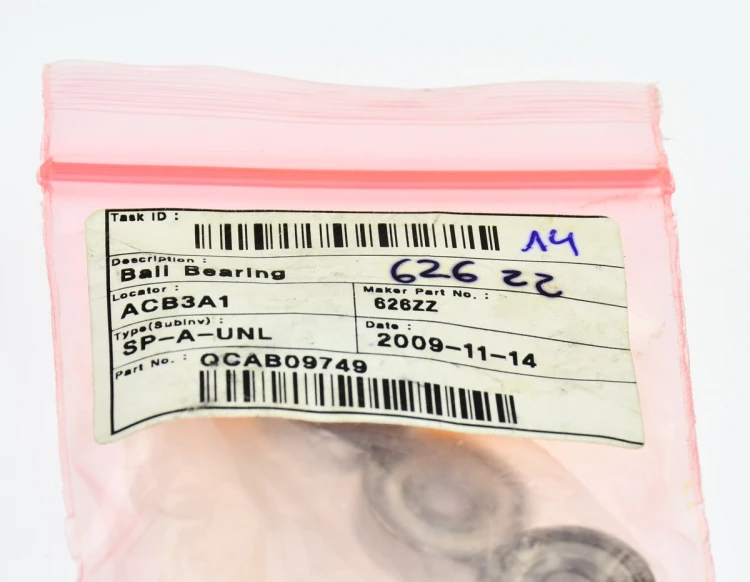 Task ID :
14
Description :
Ball Bearing 626 ZZ
Locator :
ACB3A1
Maker Part No. :
626ZZ
Type(Subinv) :
SP-A-UNL
Date :
2009-11-14
Part No. : QCAB09749